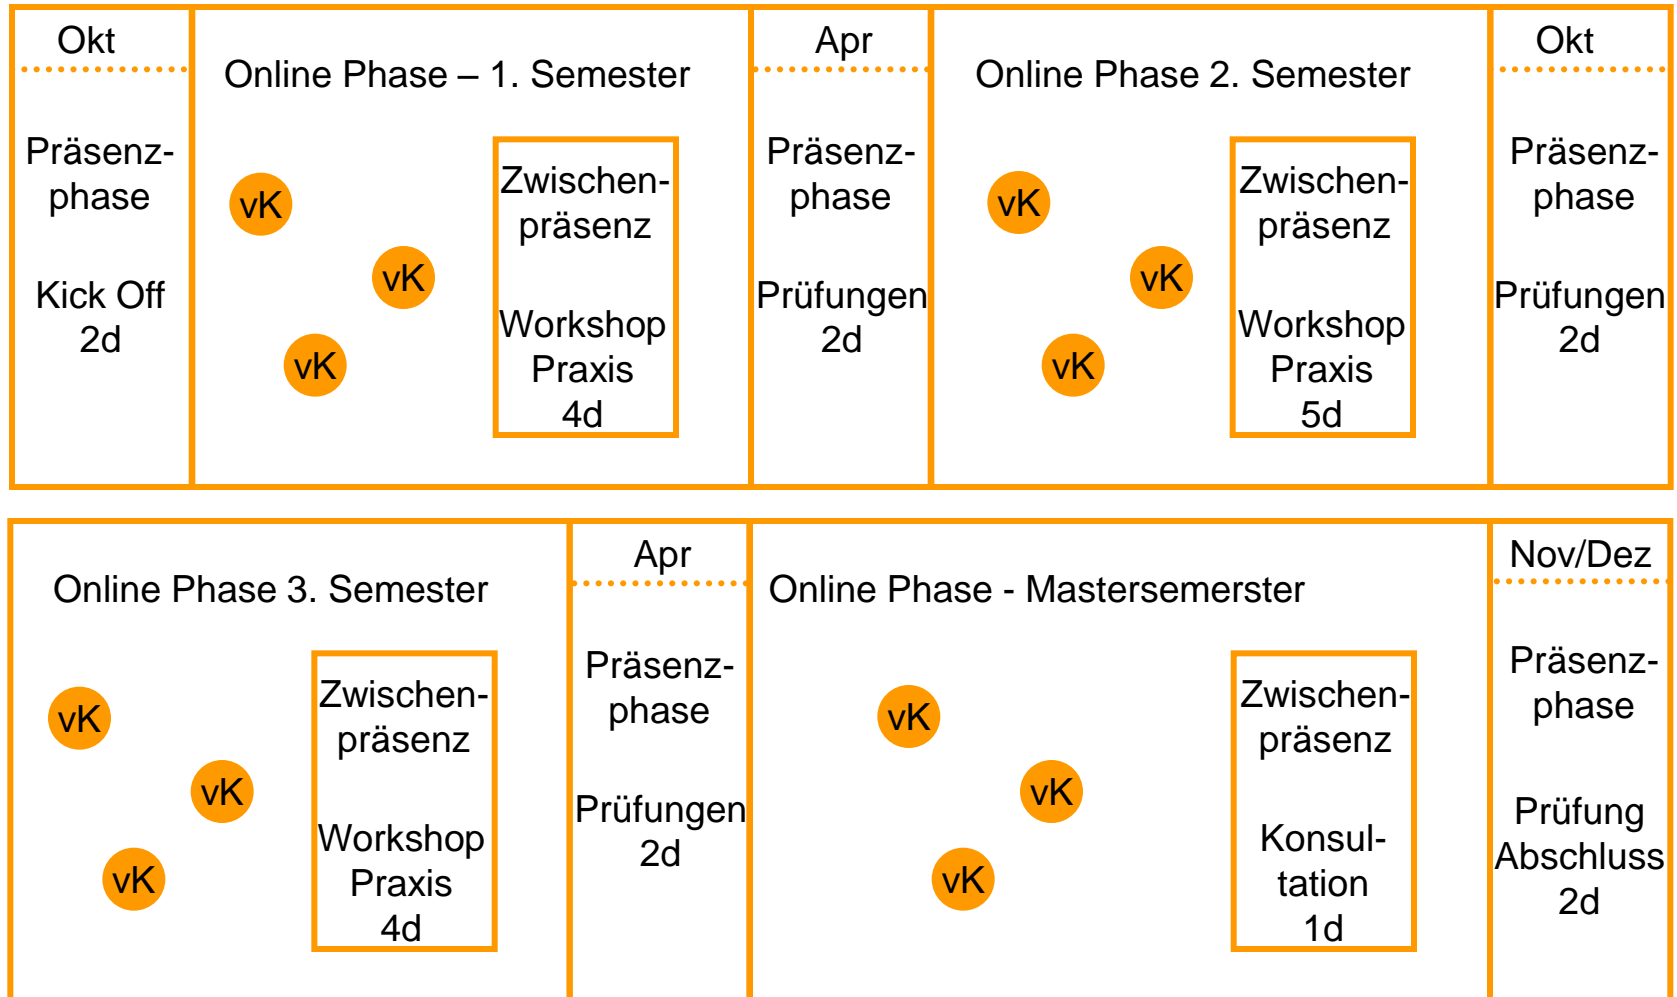 Okt
Präsenz-
phase
Kick Off
2d
Online Phase – 1. Semester
vK
vK
vK
Zwischen-
präsenz
Workshop
Praxis
4d
Apr
Präsenz-
phase
Prüfungen
2d
Online Phase 2. Semester
vK
vK
vK
Zwischen-
präsenz
Workshop
Praxis
5d
Okt
Präsenz-
phase
Prüfungen
2d
Online Phase 3. Semester
vK
vK
vK
Zwischen-
präsenz
Workshop
Praxis
4d
Apr
Präsenz-
phase
Prüfungen
2d
Online Phase - Mastersemerster
vK
vK
vK
Zwischen-
präsenz
Konsul-
tation
1d
Nov/Dez
Präsenz-
phase
Prüfung
Abschluss
2d